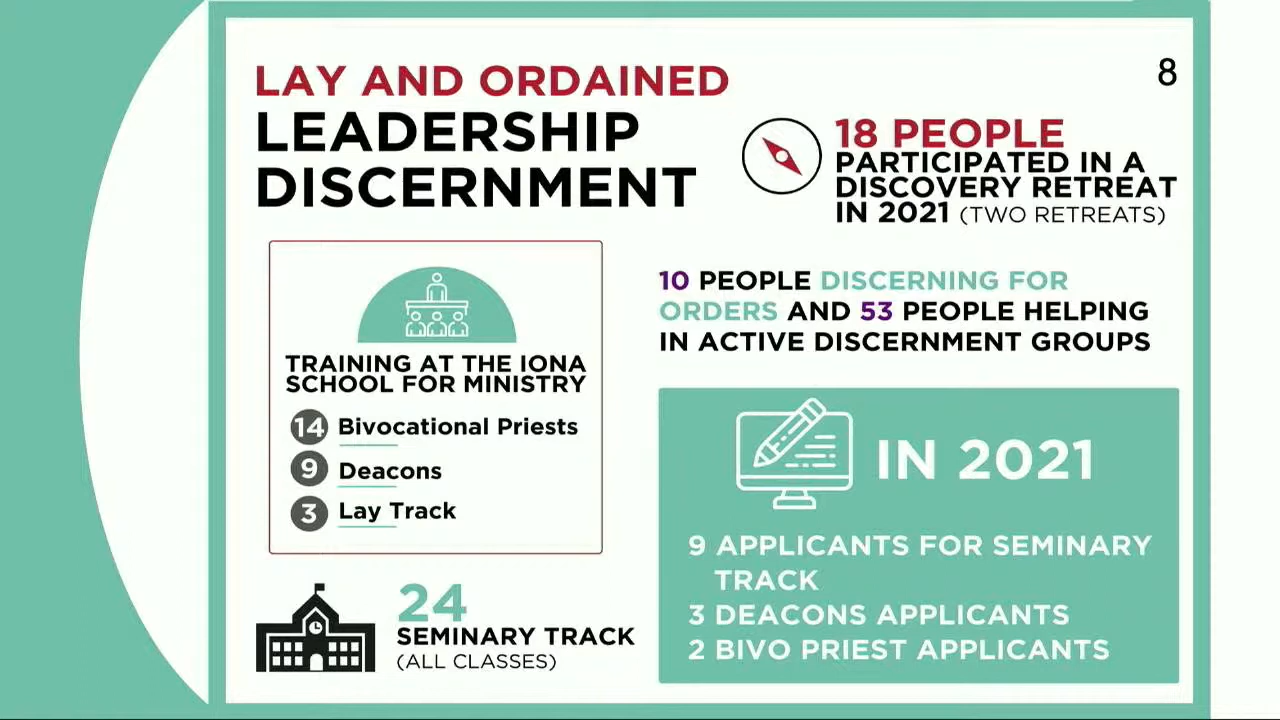 LAY AND ORDAINED
LEADERSHIP
DISCERNMENT
8
18 PEOPLE
PARTICIPATED IN A
DISCOVERY RETREAT
IN 2021 (TWO RETREATS)
TRAINING AT THE IONA
SCHOOL FOR MINISTRY
14 Bivocational Priests
9 Deacons
3 Lay Track
24
SEMINARY TRACK
(ALL CLASSES)
10 PEOPLE DISCERNING FOR
ORDERS AND 53 PEOPLE HELPING
IN ACTIVE DISCERNMENT GROUPS
IN 2021
9 APPLICANTS FOR SEMINARY
TRACK
3 DEACONS APPLICANTS
2 BIVO PRIEST APPLICANTS